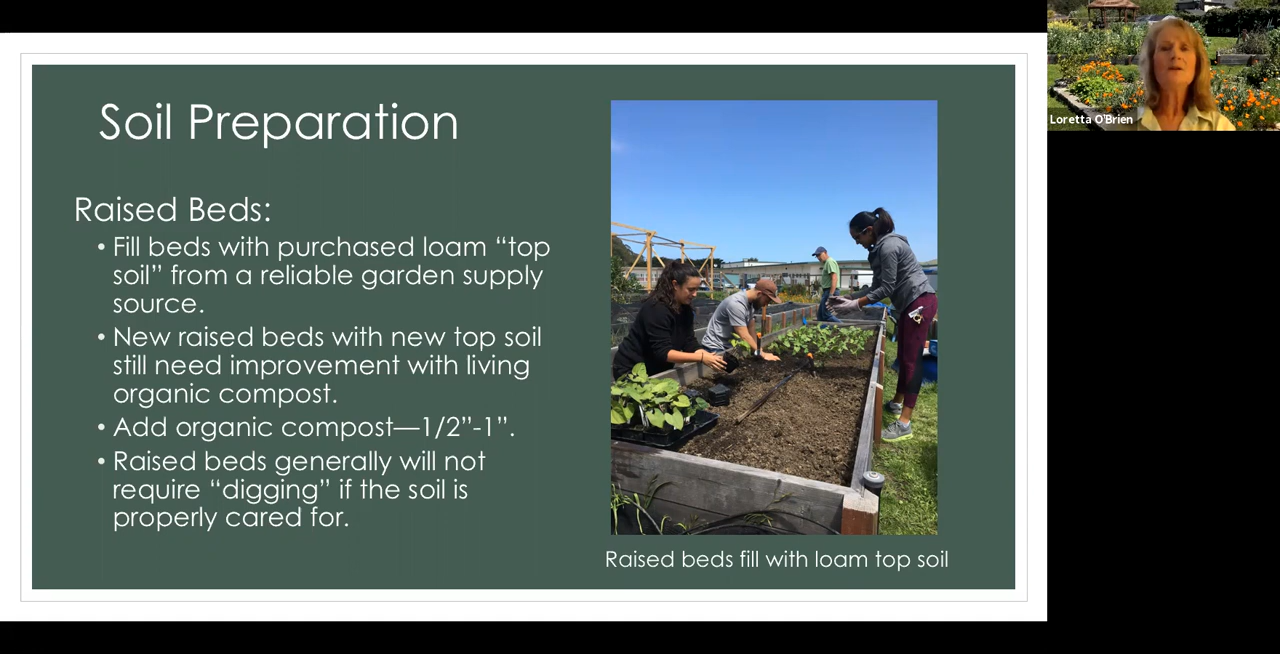 Soil Preparation
Raised Beds:
• Fill beds with purchased loam “top
soil” from a reliable garden supply
source.
• New raised beds with new top soil
still need improvement with living
organic compost.
• Add organic compost—1/2”-1”.
• Raised beds generally will not
require “digging” if the soil is
properly cared for.
Raised beds fill with loam top soil
Loretta O'Brien